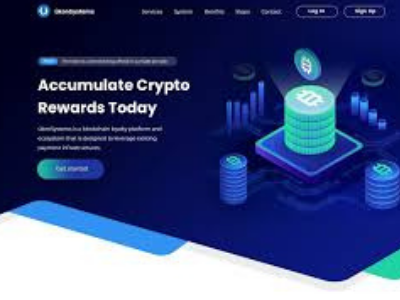 UkonSystems
Services System Benefits Steps Contact Log In Sign Up
Accumulate Crypto
Rewards Today
UkonSystems is a blockchain loyalty platform and
ecosystem that is designed to leverage existing
payment infrastructures.
Get started